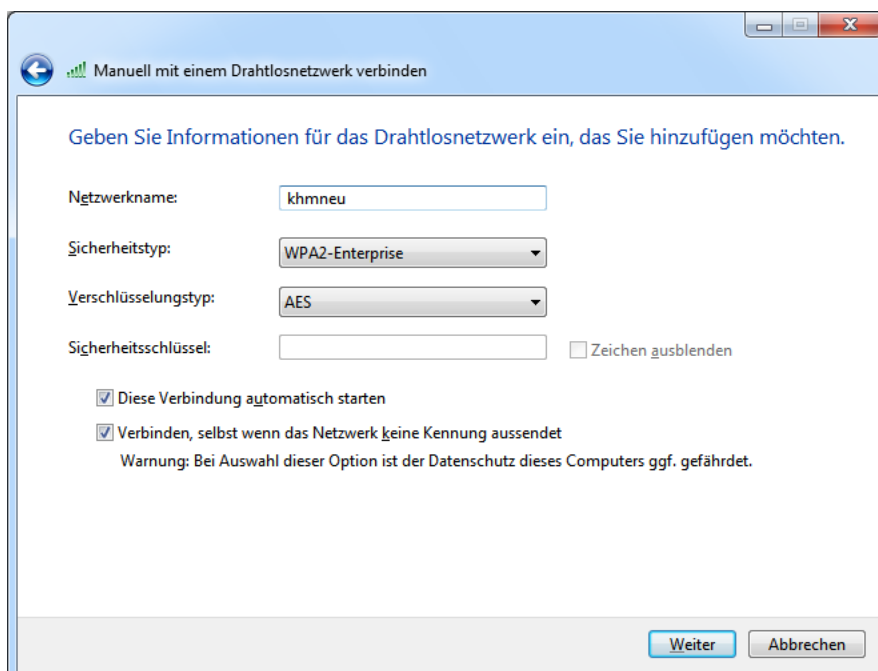 Manuell mit einem Drahtlosnetzwerk verbinden
Geben Sie Informationen für das Drahtlosnetzwerk ein, das Sie hinzufügen möchten.
Netzwerkname: khmneu
Sicherheitstyp: WPA2-Enterprise
Verschlüsselungstyp: AES
Sicherheitsschlüssel: Zeichen ausblenden
Diese Verbindung automatisch starten
Verbinden, selbst wenn das Netzwerk keine Kennung aussendet
Warnung: Bei Auswahl dieser Option ist der Datenschutz dieses Computers ggf. gefährdet.
Weiter Abbrechen